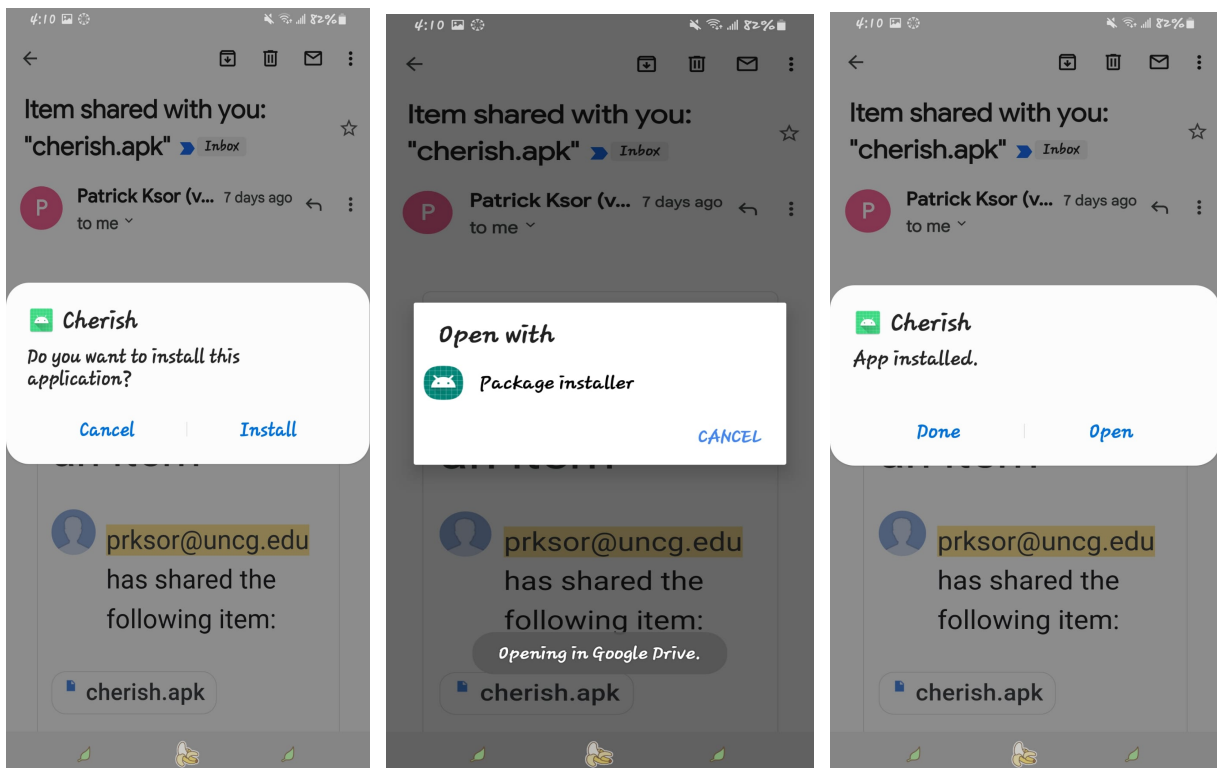 4:10
82%
Item shared with you:
"cherish.apk" Inbox
P
Patrick Ksor (v... 7 days ago
to me
Cherish
Do you want to install this
application?
Cancel Install
prksor@uncg.edu
has shared the
following item:
cherish.apk
4:10
82%
Item shared with you:
"cherish.apk" Inbox
P
Patrick Ksor (v... 7 days ago
to me
Open with
Package installer
CANCEL
prksor@uncg.edu
has shared the
following item:
Opening in Google Drive.
cherish.apk
4:10
82%
Item shared with you:
"cherish.apk" Inbox
P
Patrick Ksor (v... 7 days ago
to me
Cherish
App installed.
Done Open
prksor@uncg.edu
has shared the
following item:
cherish.apk